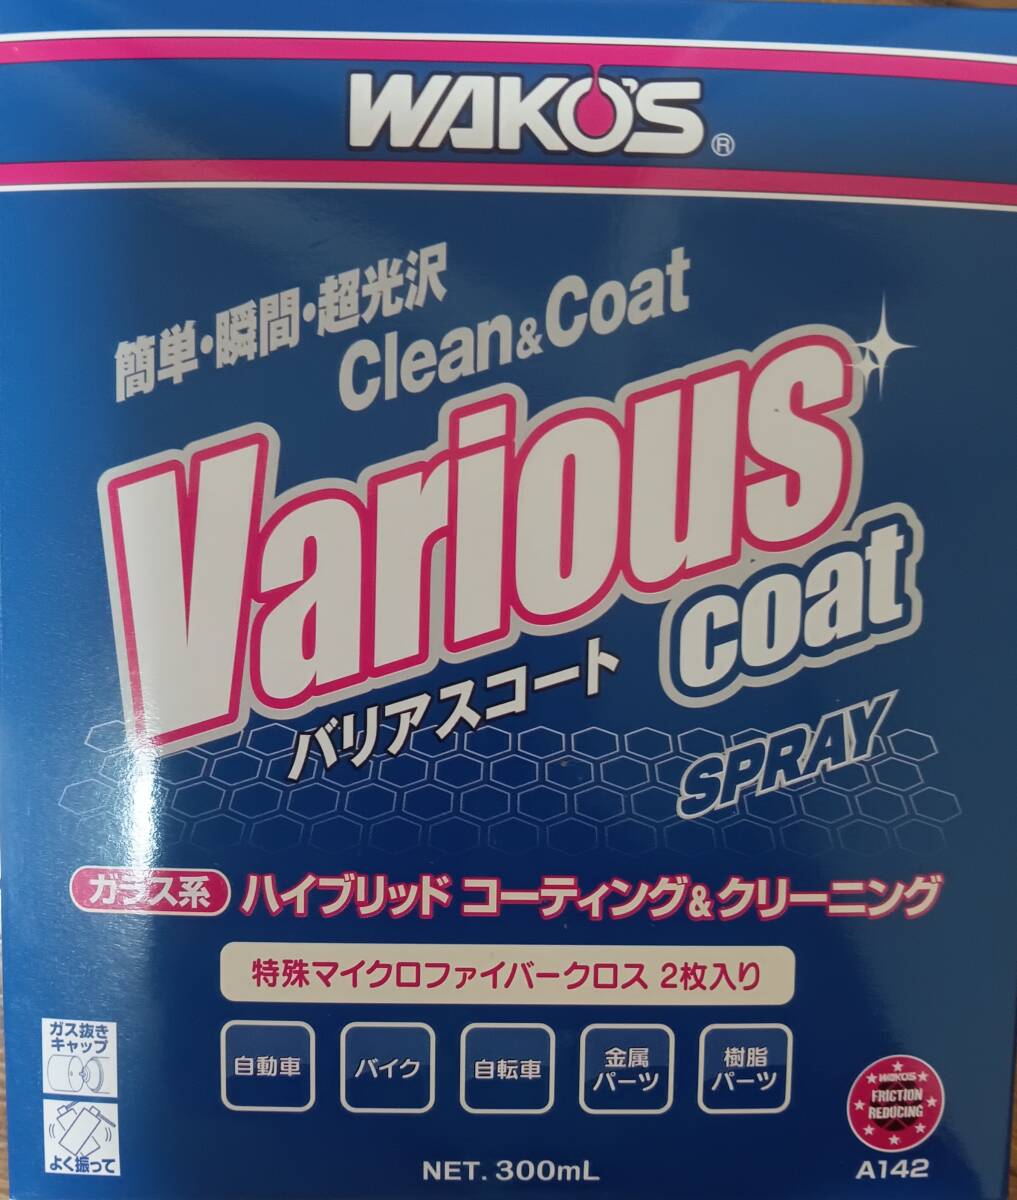 WAKO'S®
簡単・瞬間・超光沢
Clean&Coat
Various
coat
バリアスコート
SPRAY
ガラス系 ハイブリッド コーティング&クリーニング
特殊マイクロファイバークロス 2枚入り
ガス抜き
キャップ
よく振って
自動車
バイク
自転車
金属
パーツ
樹脂
パーツ
WAKO'S
FRICTION
REDUCING
A142
NET. 300mL